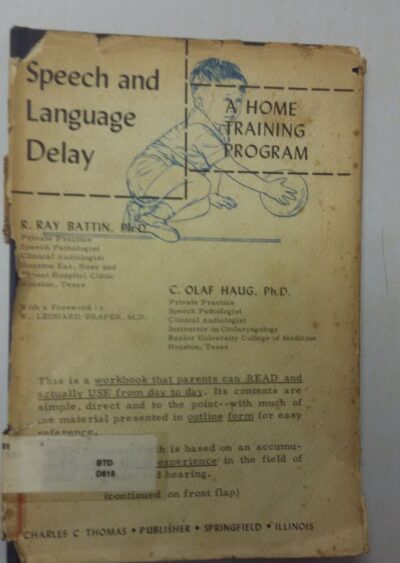 Speech and
Language
Delay
A HOME
TRAINING
PROGRAM
R. RAY BATTIN, Ph.D.
Private Practice
Speech Pathologist
Clinical Audiologist
Houston Ear, Nose and
Throat Hospital Clinic
Houston, Texas
With a Foreword by
LEONARD DRAPER, M.D.
C. OLAF HAUG, Ph.D.
Private Practice
Speech Pathologist
Clinical Audiologist
Instructor in Otolaryngology
Baylor University College of Medicine
Houston, Texas
This is a workbook that parents can READ and
actually USE from day to day. Its contents are
simple, direct and to the point--with much of
the material presented in outline form for easy
reference.
is based on an accumu-
experience in the field of
hearing.
(continued on front flap)
91
BTD
D815
CHARLES C THOMAS • PUBLISHER • SPRINGFIELD • ILLINOIS